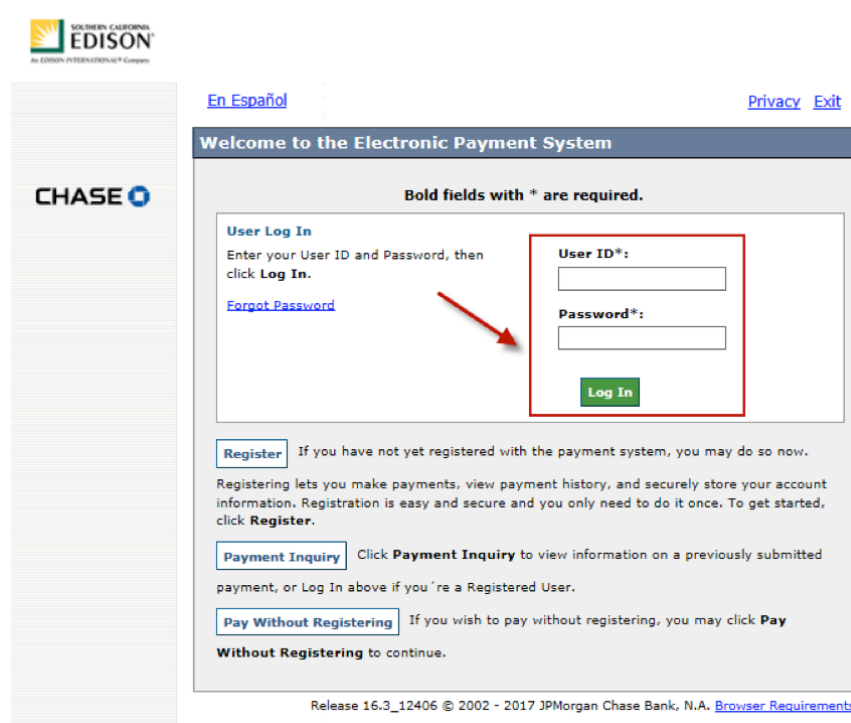 SOUTHERN CALIFORNIA
EDISON®
An EDISON INTERNATIONAL® Company
En Español
Privacy Exit
Welcome to the Electronic Payment System
CHASE
Bold fields with * are required.
User Log In
Enter your User ID and Password, then
click Log In.
Forgot Password
User ID*:
Password*:
Log In
Register If you have not yet registered with the payment system, you may do so now.
Registering lets you make payments, view payment history, and securely store your account
information. Registration is easy and secure and you only need to do it once. To get started,
click Register.
Payment Inquiry Click Payment Inquiry to view information on a previously submitted
payment, or Log In above if you´re a Registered User.
Pay Without Registering If you wish to pay without registering, you may click Pay
Without Registering to continue.
Release 16.3_12406 © 2002 - 2017 JPMorgan Chase Bank, N.A. Browser Requirements